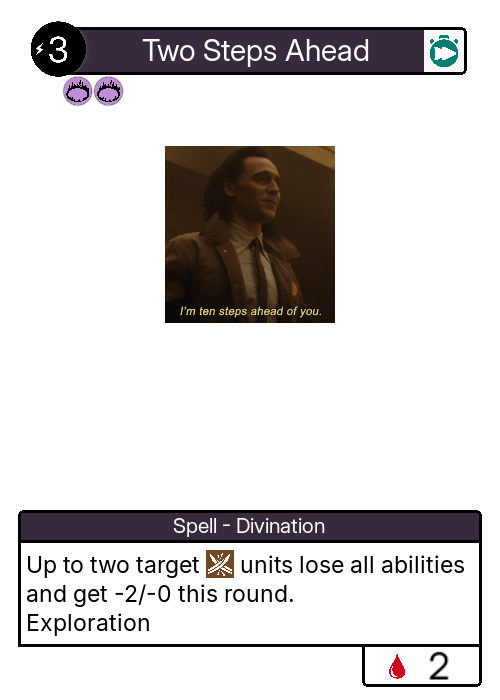 3
Two Steps Ahead
I'm ten steps ahead of you.
Spell - Divination
Up to two target units lose all abilities
and get -2/-0 this round.
Exploration
2